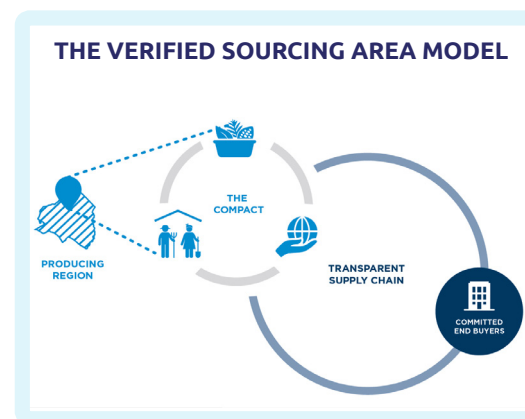 THE VERIFIED SOURCING AREA MODEL
THE
COMPACT
PRODUCING
REGION
TRANSPARENT
SUPPLY CHAIN
COMMITTED
END BUYERS